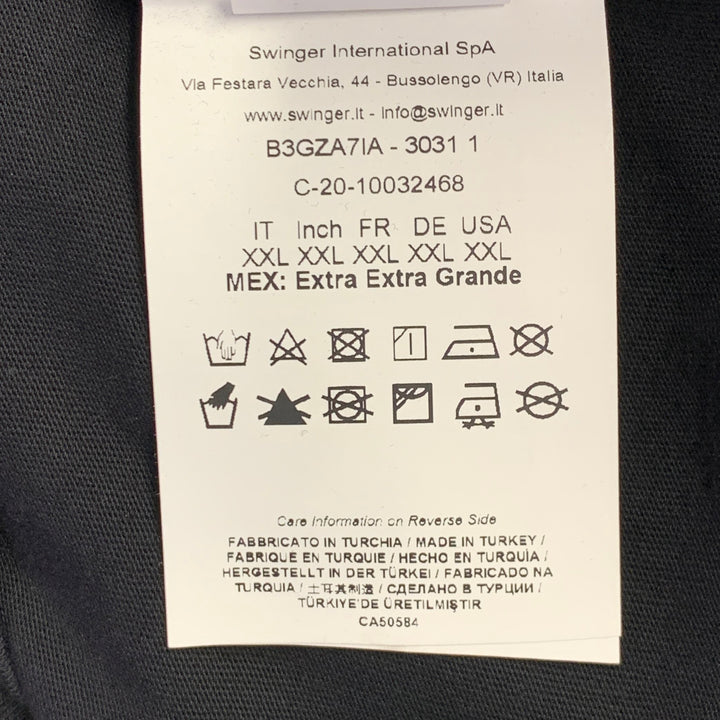 Swinger International SpA
Via Festara Vecchia, 44 - Bussolengo (VR) Italia
www.swinger.it - info@swinger.it
B3GZA7IA - 3031 1
C-20-10032468
IT Inch FR DE USA
XXL XXL XXL XXL XXL
MEX: Extra Extra Grande
Care Information on Reverse Side
FABBRICATO IN TURCHIA / MADE IN TURKEY /
FABRIQUE EN TURQUIE / HECHO EN TURQUÌA /
HERGESTELLT IN DER TÜRKEI / FABRICADO NA
TURQUIA / 土耳其制造 / СДЕЛАНО В ТУРЦИИ /
TÜRKIYE'DE ÜRETILMIŞTIR
CA50584